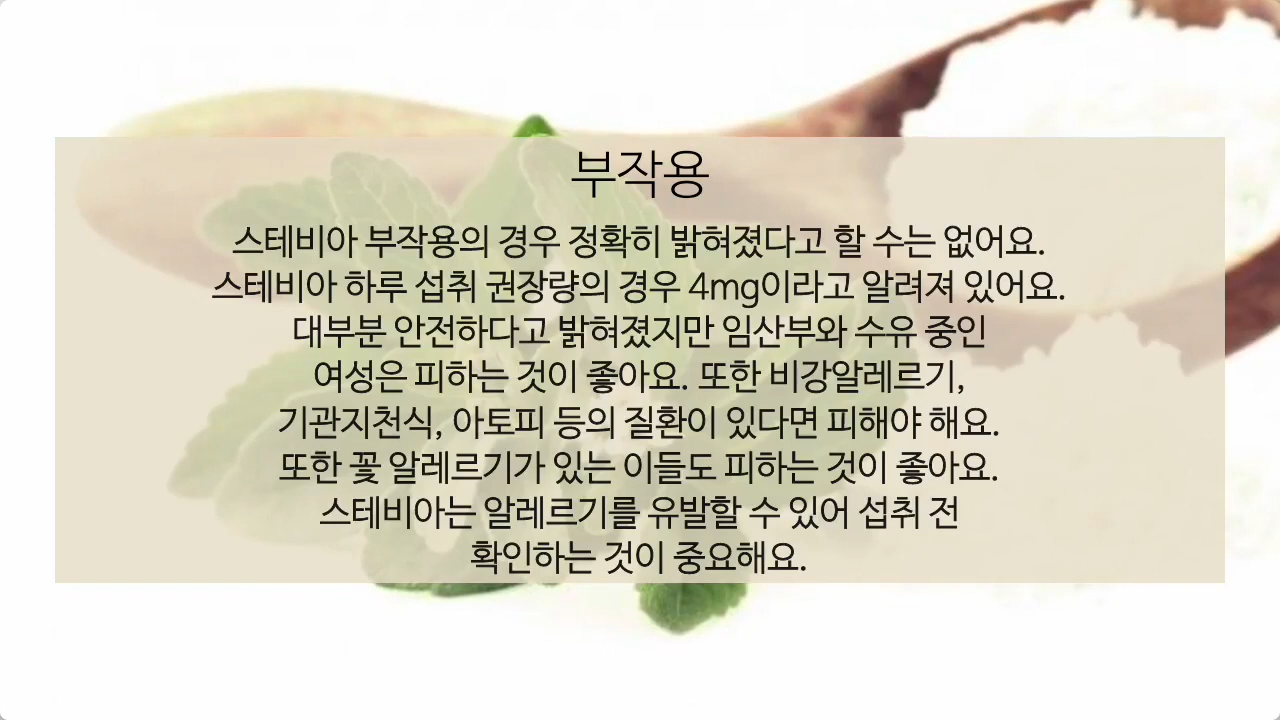 부작용
스테비아 부작용의 경우 정확히 밝혀졌다고 할 수는 없어요.
스테비아 하루 섭취 권장량의 경우 4mg이라고 알려져 있어요.
대부분 안전하다고 밝혀졌지만 임산부와 수유 중인
여성은 피하는 것이 좋아요. 또한 비강알레르기,
기관지천식, 아토피 등의 질환이 있다면 피해야 해요.
또한 꽃 알레르기가 있는 이들도 피하는 것이 좋아요.
스테비아는 알레르기를 유발할 수 있어 섭취 전
확인하는 것이 중요해요.